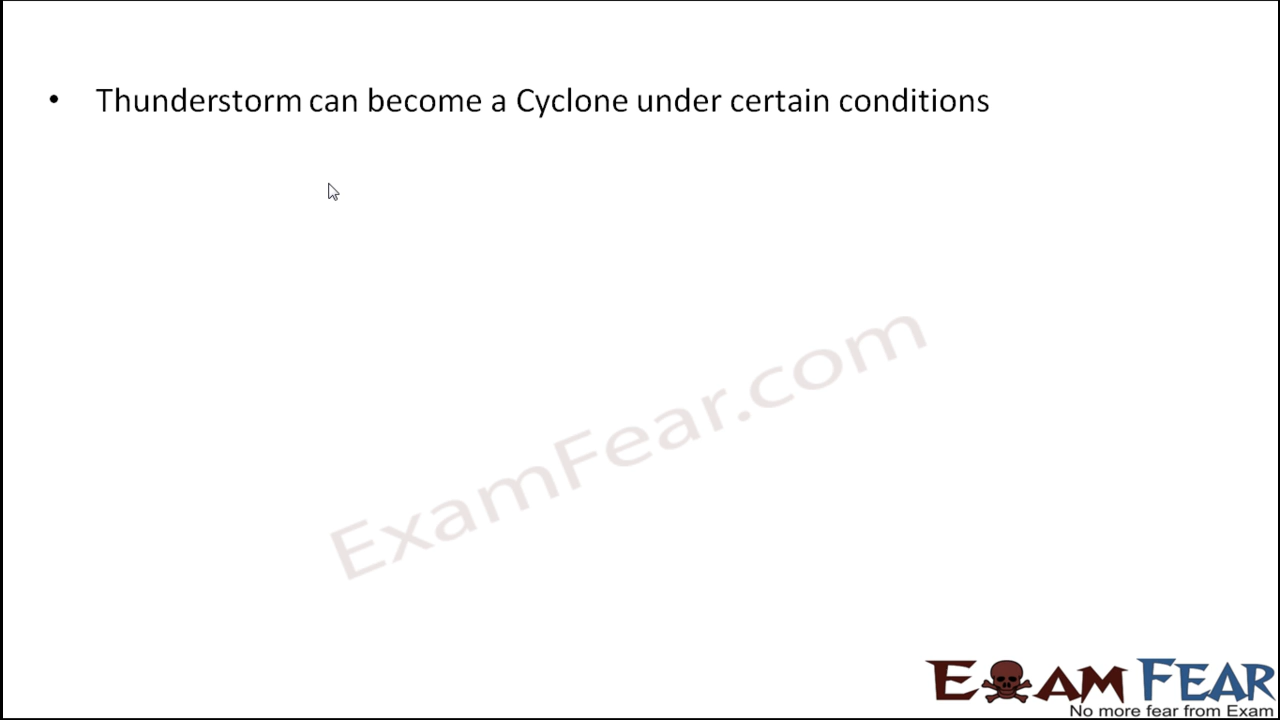 • Thunderstorm can become a Cyclone under certain conditions
ExamFear.com
EXAM FEAR
No more fear from Exam